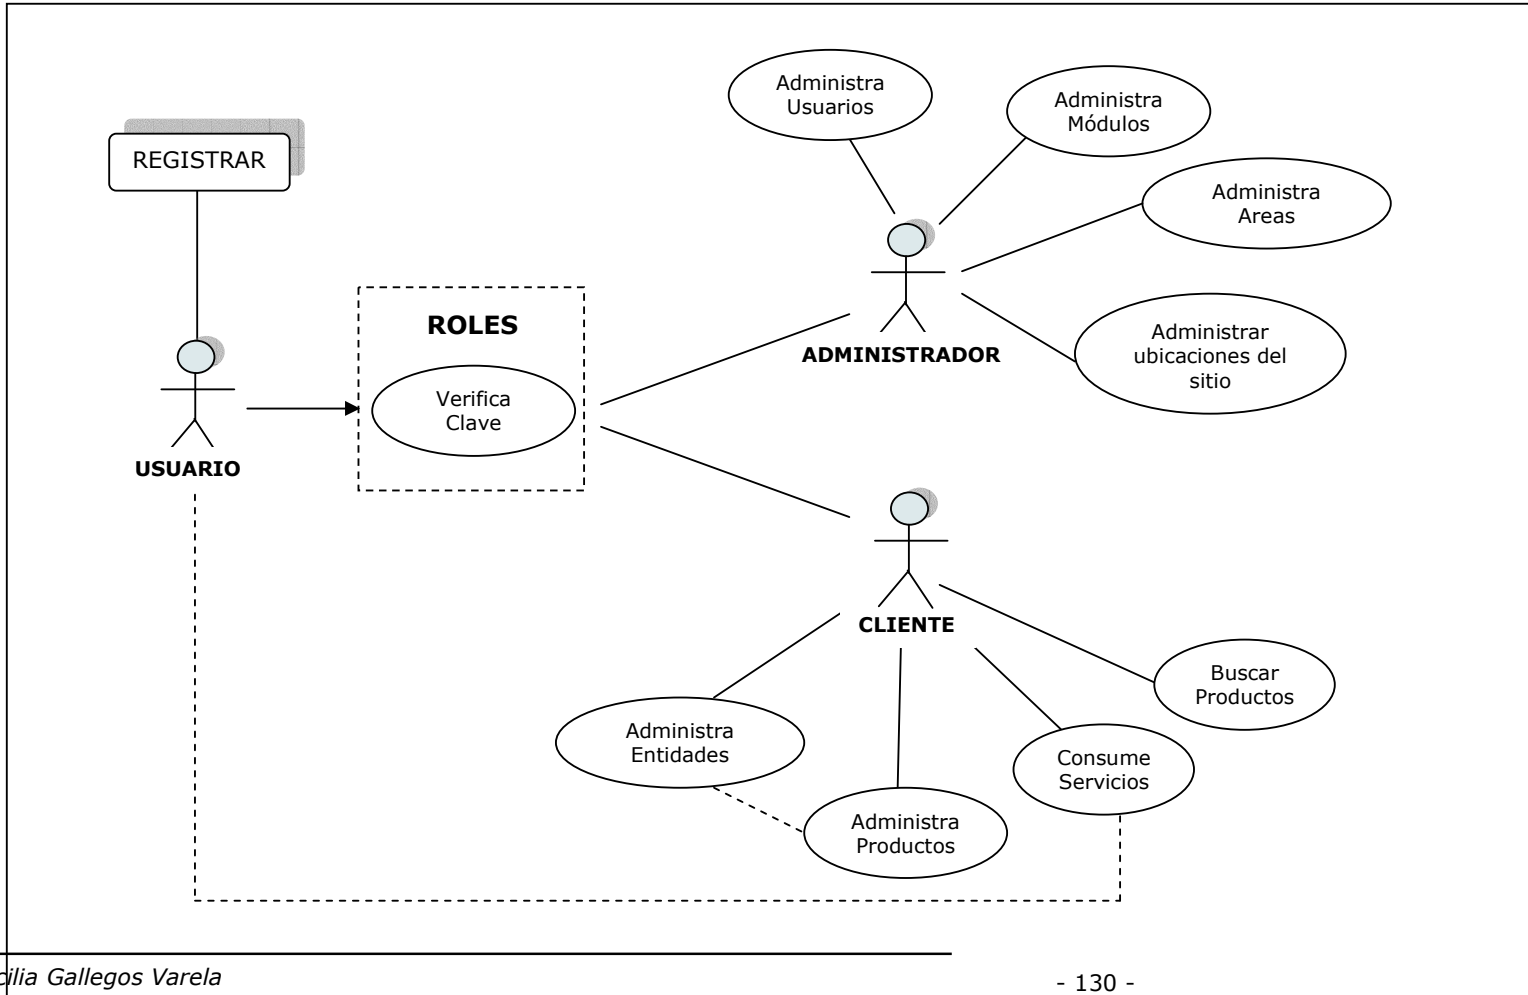 Administra
Usuarios
Administra
Módulos
REGISTRAR
Administra
Areas
ROLES
Administrar
ubicaciones del
sitio
ADMINISTRADOR
Verifica
Clave
USUARIO
CLIENTE
Buscar
Productos
Administra
Entidades
Consume
Servicios
Administra
Productos
cilia Gallegos Varela
- 130 -